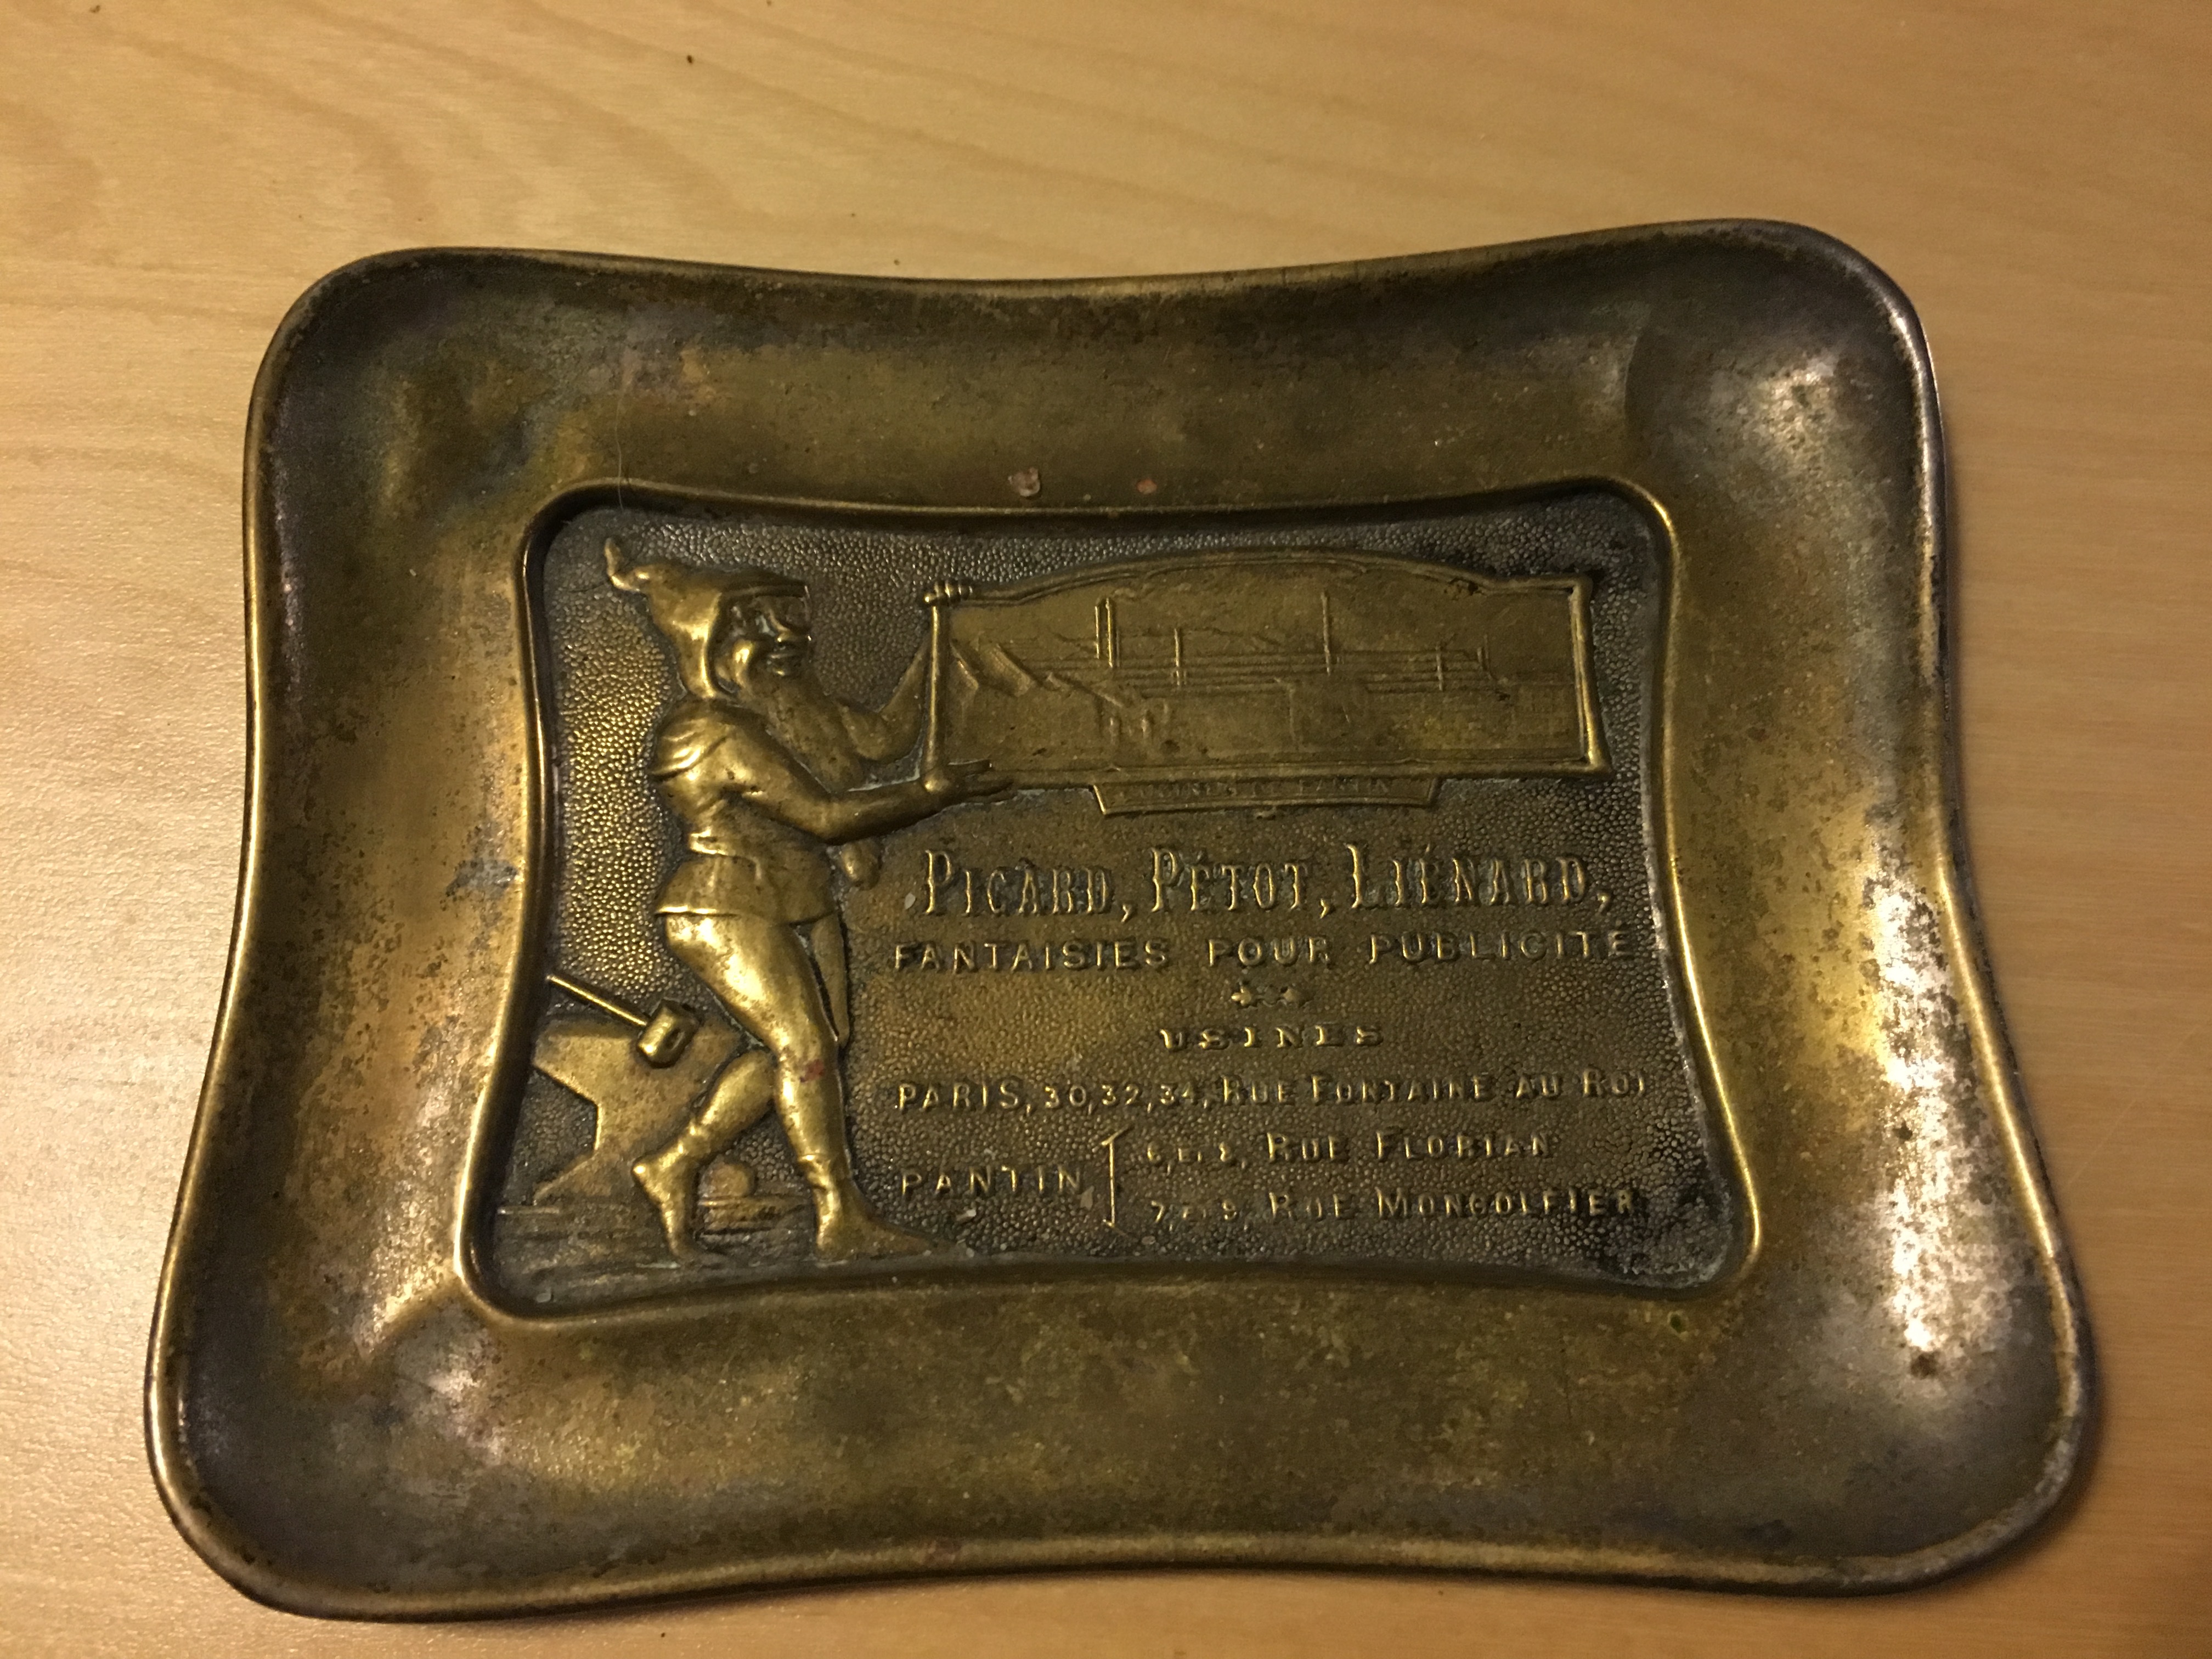 PICARD, PÉTOT, LIÉNARD,
FANTAISIES POUR PUBLICITÉ
USINES
PARIS, 30, 32, 34, RUE FONTAINE AU ROI
PANTIN
RUE FLORIAN
RUE MONGOLFIER